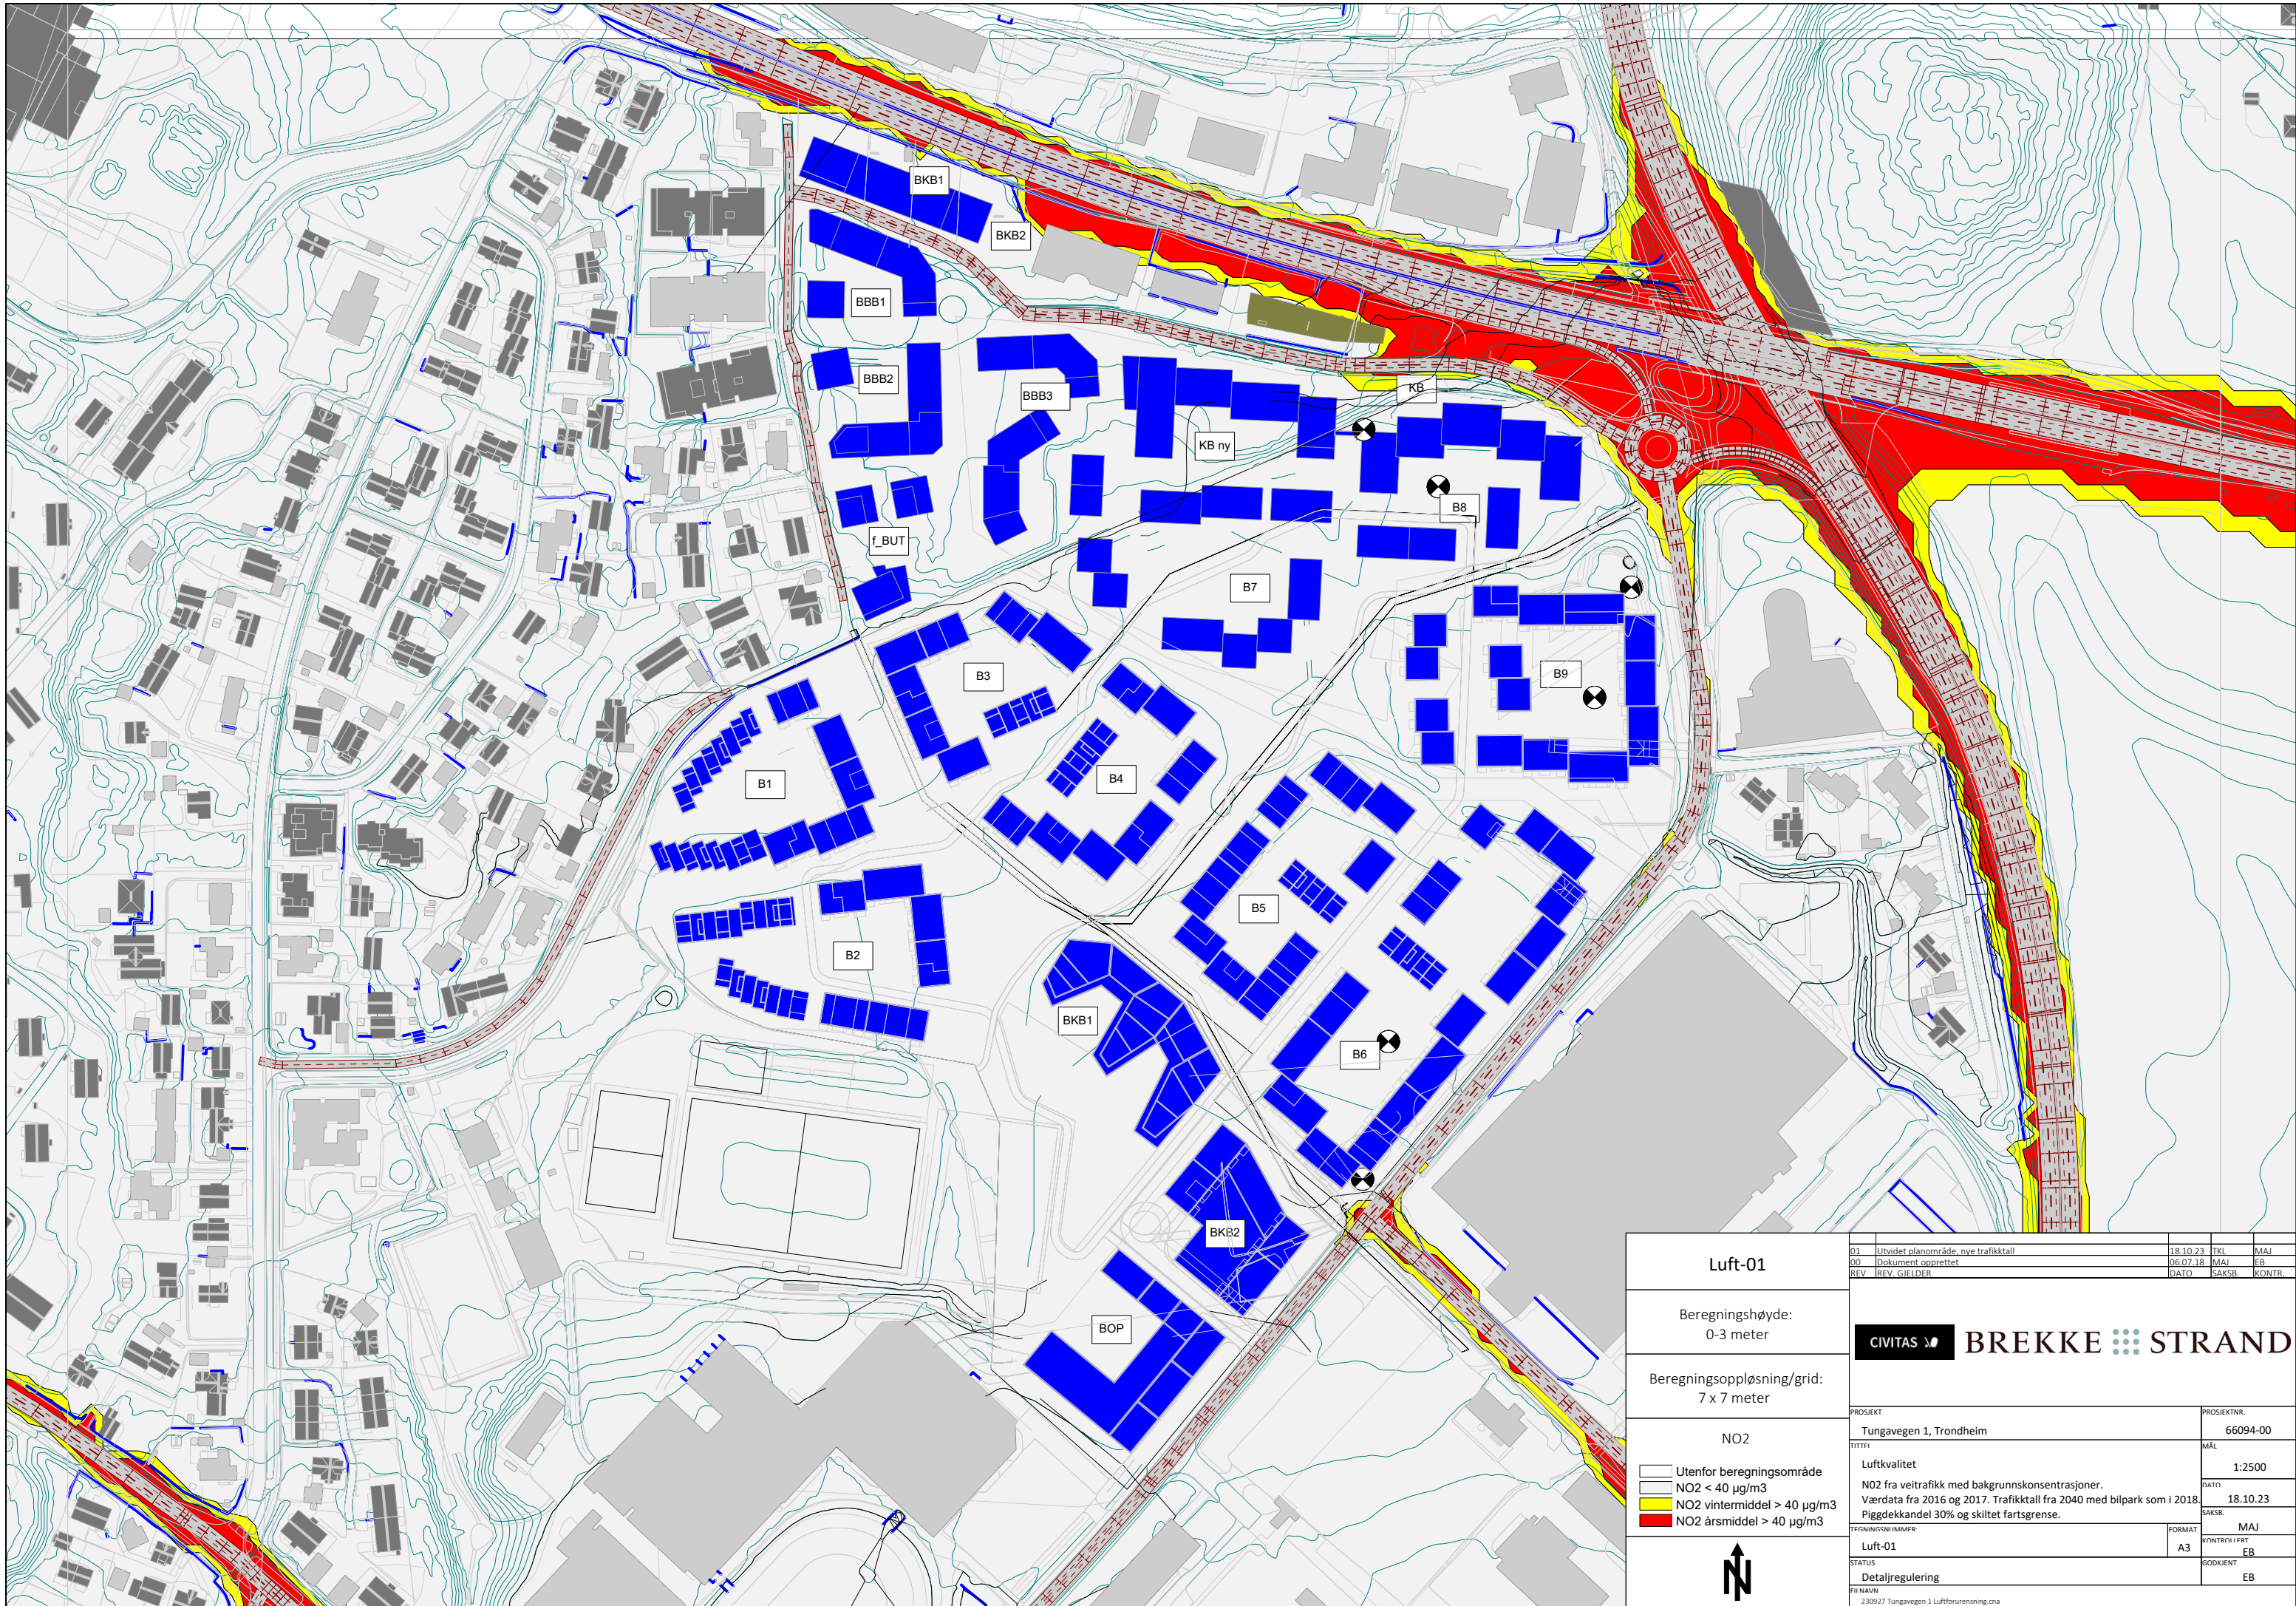 BKB1
BKB2
BBB1
BBB2
BBB3
KB
KB ny
B8
f_BUT
B7
B3
B9
B1
B4
B5
B2
BKB1
B6
BKB2
BOP
Luft-01
Beregningshøyde:
0-3 meter
Beregningsoppløsning/grid:
7 x 7 meter
NO2
Utenfor beregningsområde
NO2 < 40 µg/m3
NO2 vintermiddel > 40 µg/m3
NO2 årsmiddel > 40 µg/m3
N
01 Utvidet planområde, nye trafikktall 18.10.23 TKL MAJ
00 Dokument opprettet 06.07.18 MAJ EB
REV REV. GJELDER DATO SAKSB. KONTR.
CIVITAS BREKKE STRAND
PROSJEKT
Tungavegen 1, Trondheim
PROSJEKTNR.
66094-00
TITTEL
Luftkvalitet
N02 fra veitrafikk med bakgrunnskonsentrasjoner.
Værdata fra 2016 og 2017. Trafikktall fra 2040 med bilpark som i 2018.
Piggdekkandel 30% og skiltet fartsgrense.
MÅL
1:2500
DATO
18.10.23
SAKSB.
MAJ
TEGNINGSNUMMER:
Luft-01
FORMAT
A3
KONTROLLERT
EB
STATUS
Detaljregulering
GODKJENT
EB
FILNAVN
230927 Tungavegen 1 Luftforurensning.cna